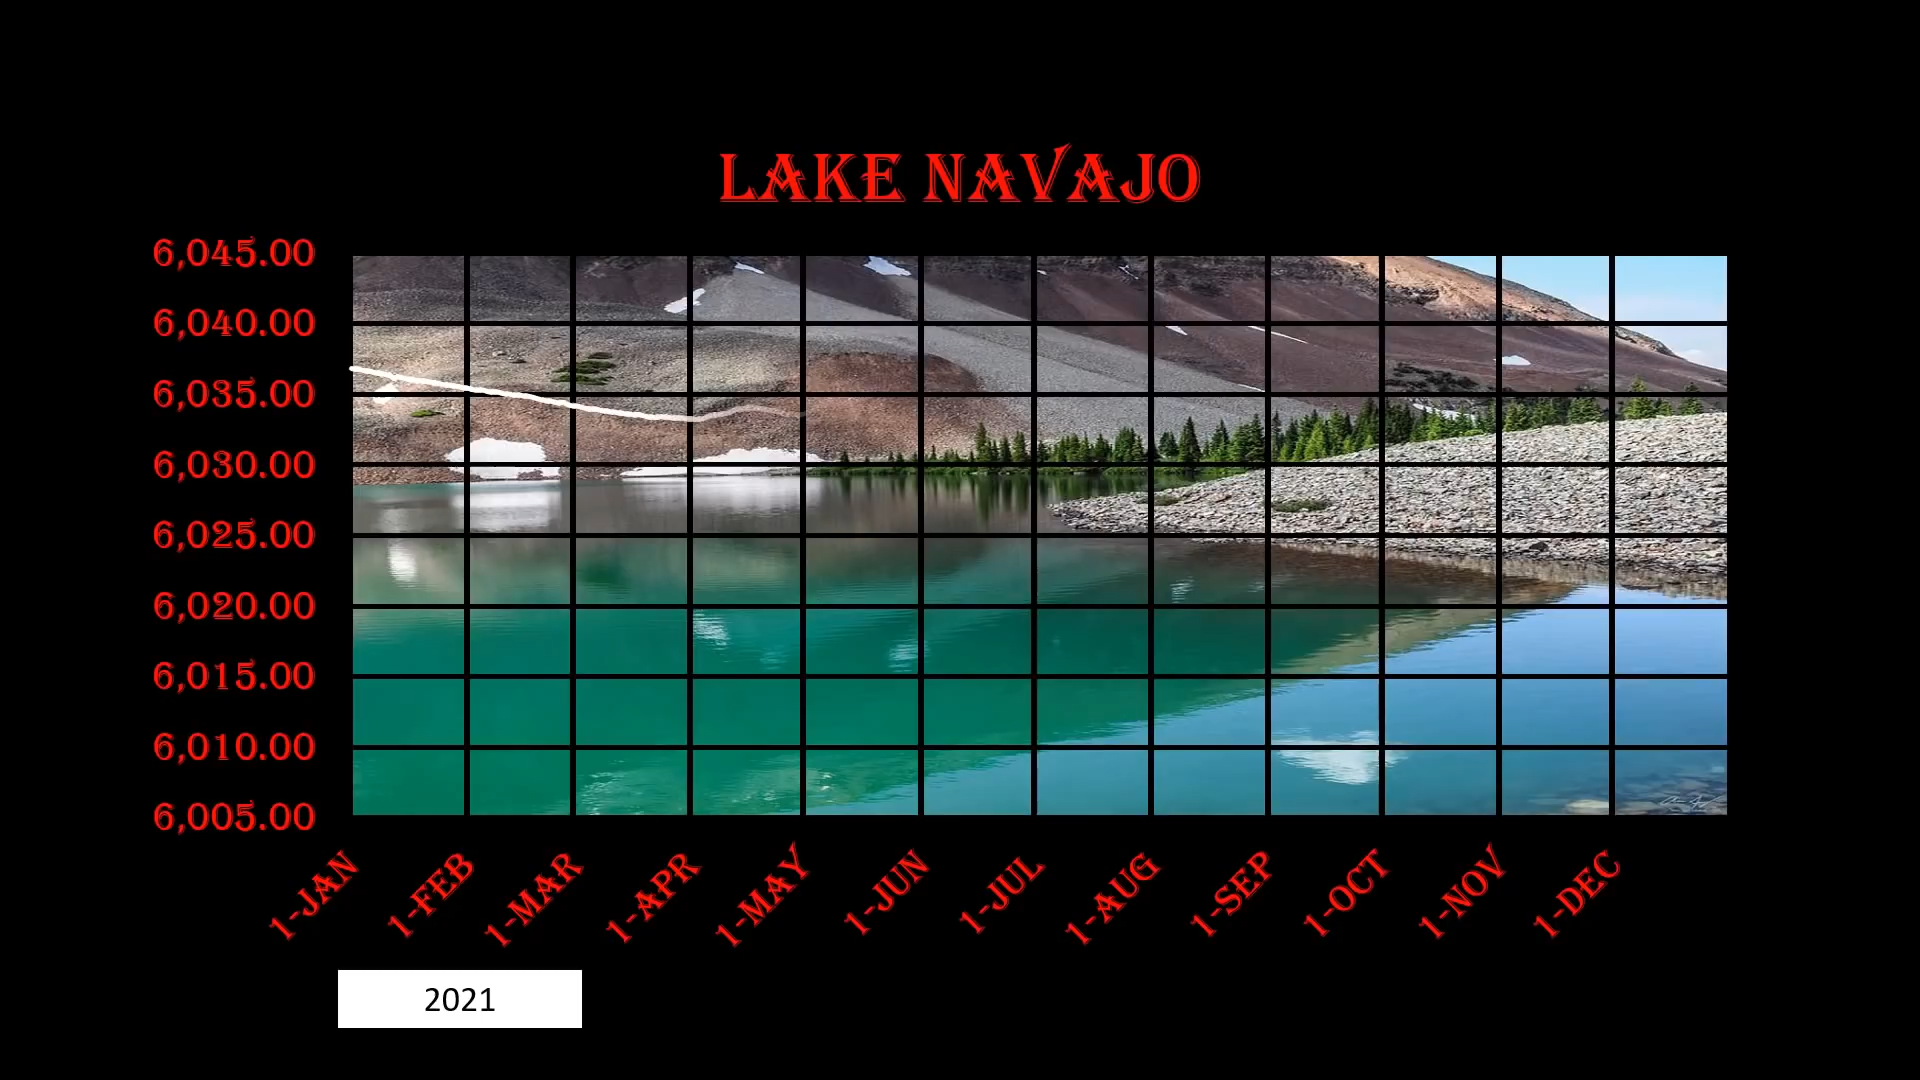 LAKE NAVAJO
6,045.00
6,040.00
6,035.00
6,030.00
6,025.00
6,020.00
6,015.00
6,010.00
6,005.00
1-JAN
1-FEB
1-MAR
1-APR
1-MAY
1-JUN
1-JUL
1-AUG
1-SEP
1-OCT
1-NOV
1-DEC
2021